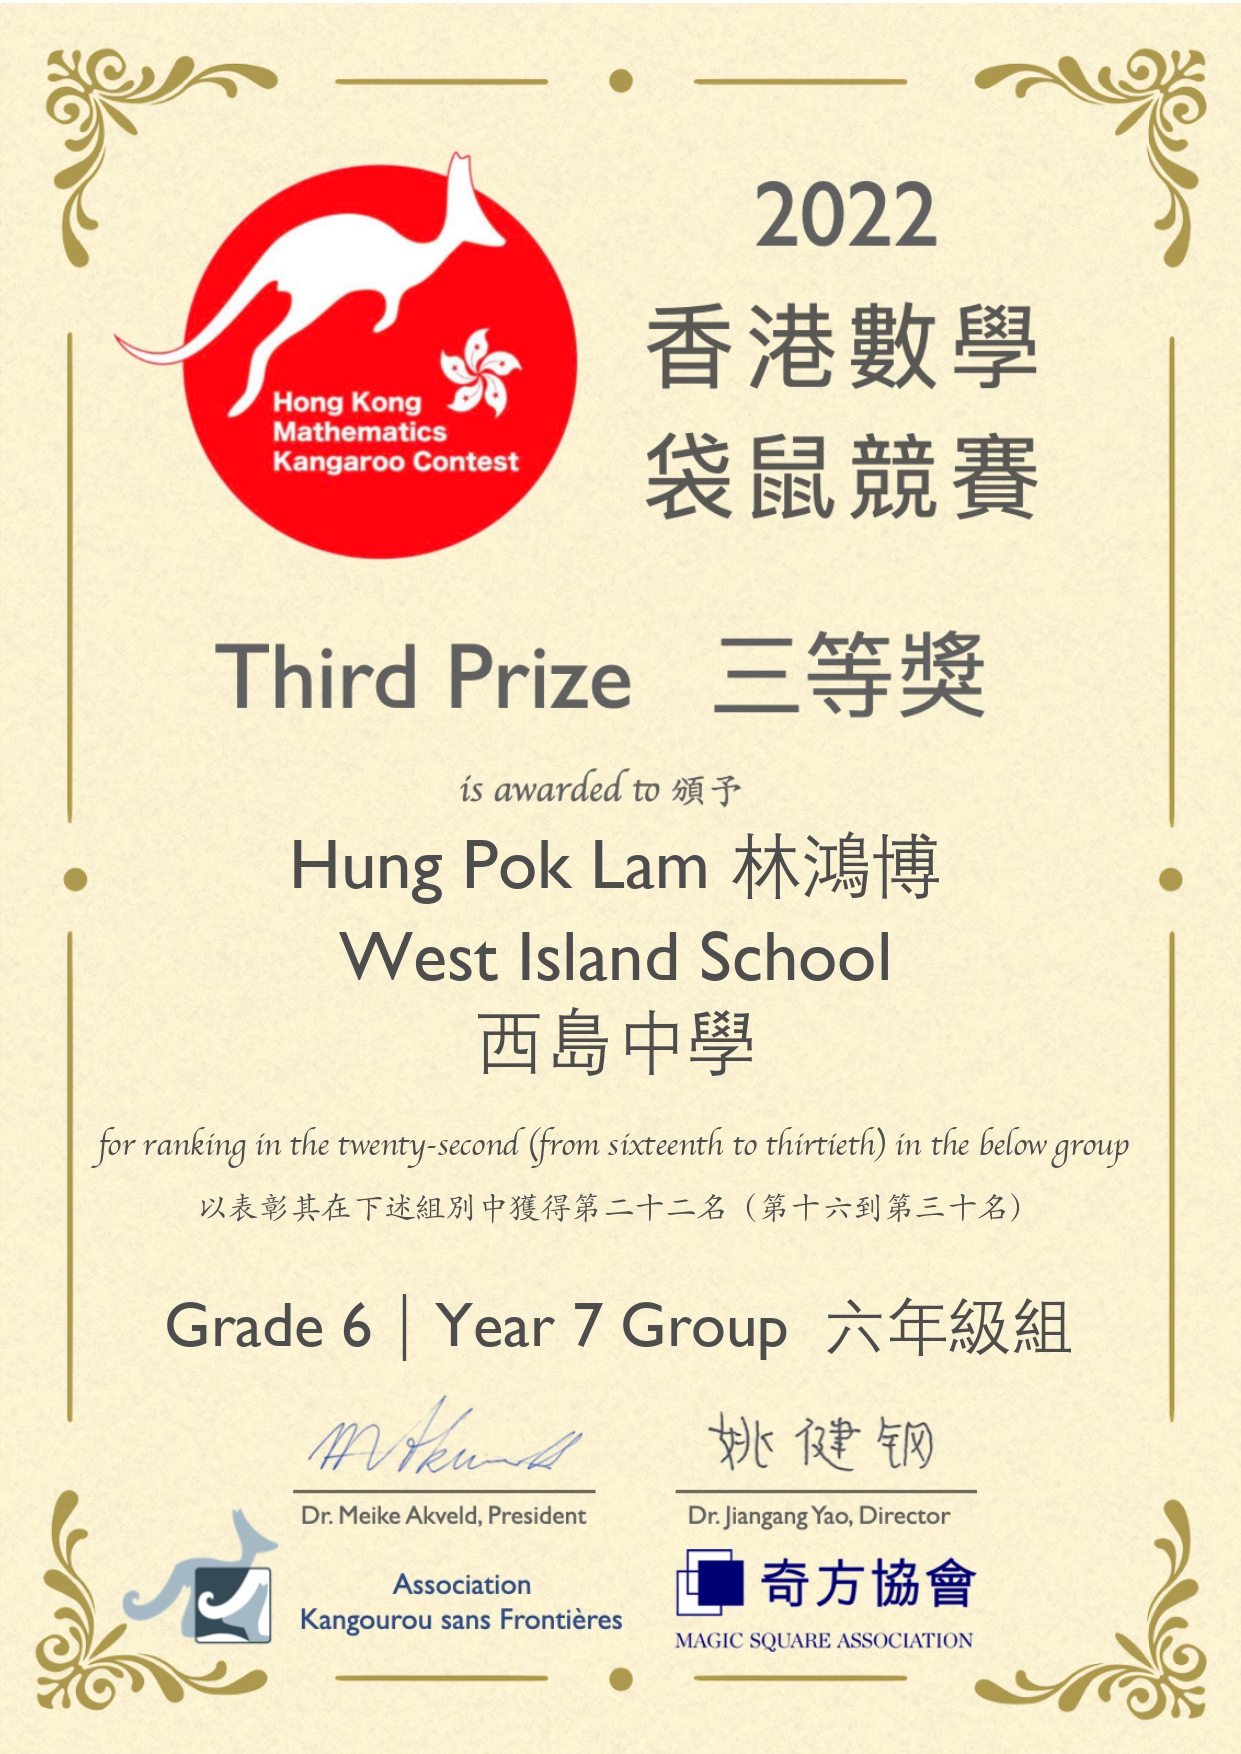 2022
香港數學
袋鼠競賽
Hong Kong
Mathematics
Kangaroo Contest
Third Prize 三等獎
is awarded to 頒予
Hung Pok Lam 林鴻博
West Island School
西島中學
for ranking in the twenty-second (from sixteenth to thirtieth) in the below group
以表彰其在下述組別中獲得第二十二名（第十六到第三十名）
Grade 6 | Year 7 Group 六年級組
姚健钢
Dr. Meike Akveld, President
Dr. Jiangang Yao, Director
Association
Kangourou sans Frontières
奇方協會
MAGIC SQUARE ASSOCIATION